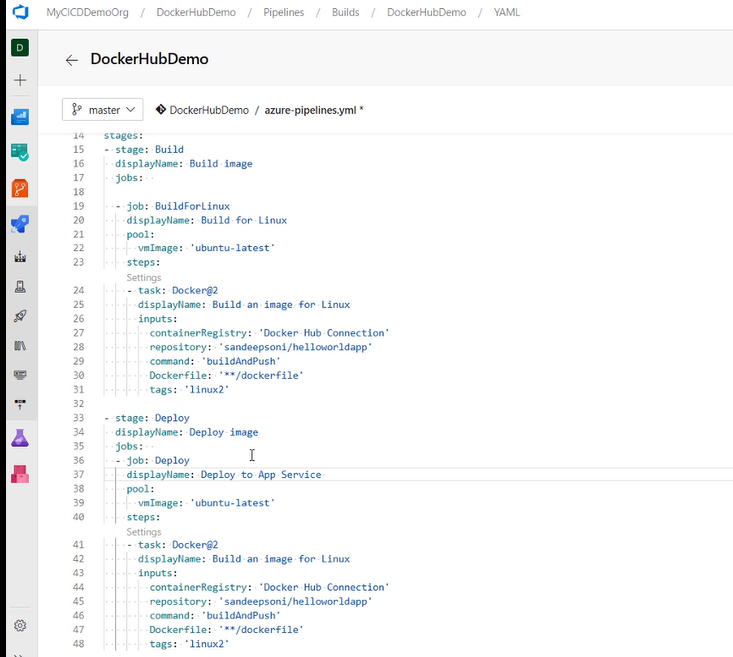 MyCICDDemoOrg / DockerHubDemo / Pipelines / Builds / DockerHubDemo / YAML
D
DockerHubDemo
master
DockerHubDemo / azure-pipelines.yml *
14 stages:
15 - stage: Build
16   displayName: Build image
17   jobs:
18
19   - job: BuildForLinux
20     displayName: Build for Linux
21     pool:
22       vmImage: 'ubuntu-latest'
23     steps:
Settings
24     - task: Docker@2
25       displayName: Build an image for Linux
26       inputs:
27         containerRegistry: 'Docker Hub Connection'
28         repository: 'sandeepsoni/helloworldapp'
29         command: 'buildAndPush'
30         Dockerfile: '**/dockerfile'
31         tags: 'linux2'
32
33 - stage: Deploy
34   displayName: Deploy image
35   jobs:
36   - job: Deploy
37     displayName: Deploy to App Service
38     pool:
39       vmImage: 'ubuntu-latest'
40     steps:
Settings
41     - task: Docker@2
42       displayName: Build an image for Linux
43       inputs:
44         containerRegistry: 'Docker Hub Connection'
45         repository: 'sandeepsoni/helloworldapp'
46         command: 'buildAndPush'
47         Dockerfile: '**/dockerfile'
48         tags: 'linux2'